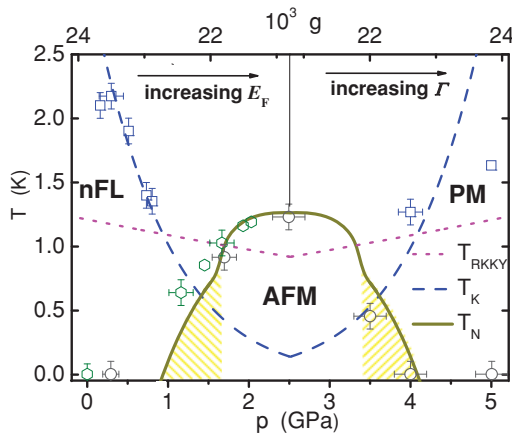 10³ g
24 22 22 24
increasing E_F increasing Γ
2.5
2.0
1.5
1.0
0.5
0.0
T (K)
nFL
PM
AFM
T_RKKY
T_K
T_N
0 1 2 3 4 5
p (GPa)